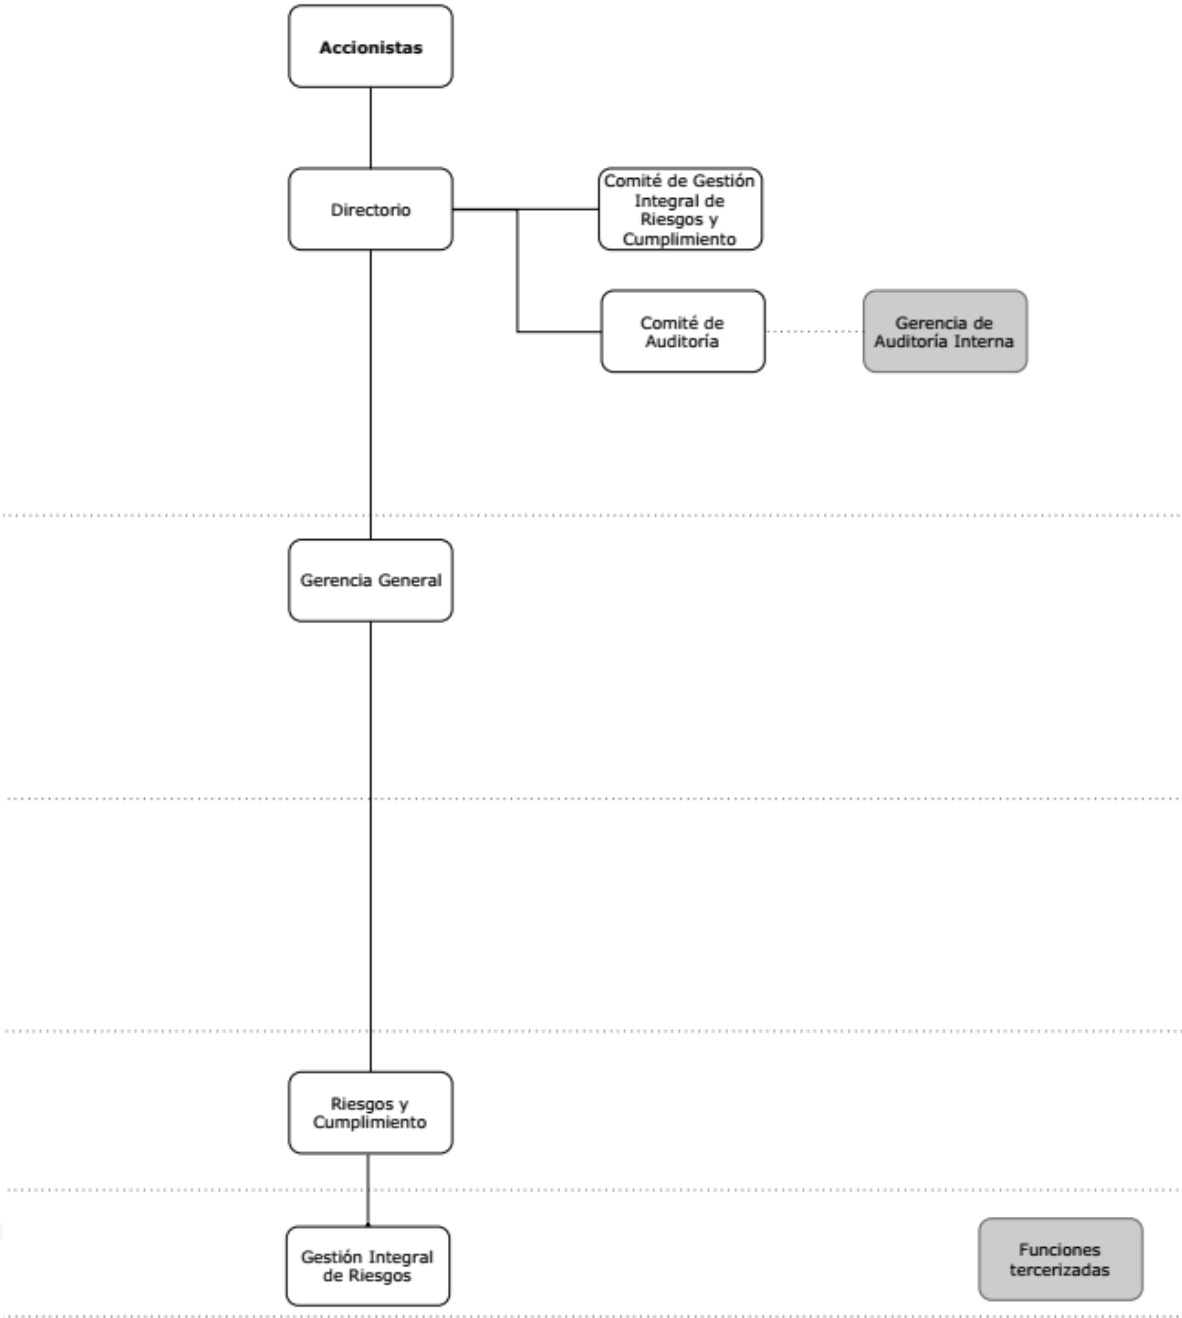 Accionistas
Directorio
Comité de Gestión
Integral de
Riesgos y
Cumplimiento
Comité de
Auditoría
Gerencia de
Auditoría Interna
Gerencia General
Riesgos y
Cumplimiento
Gestión Integral
de Riesgos
Funciones
tercerizadas